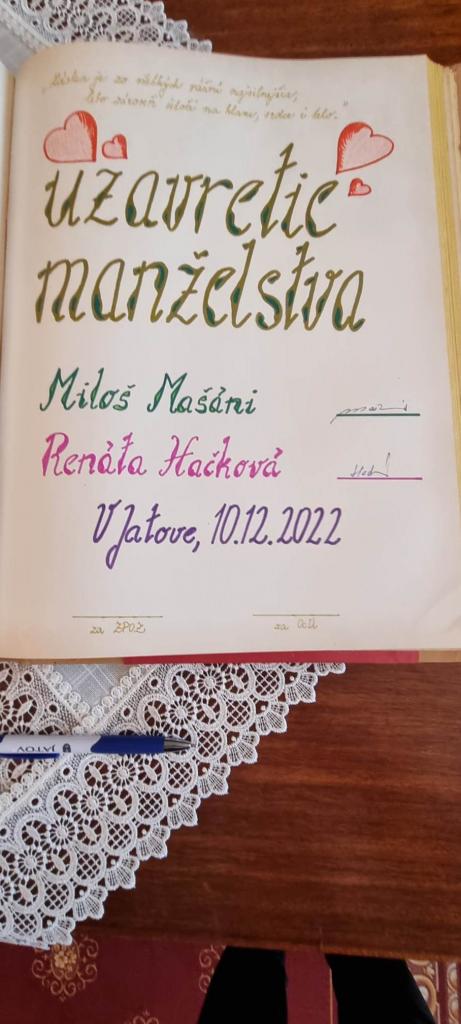 „Láska je zo všetkých vášní najsilnejšia,
lebo zároveň útočí na hlavu, srdce i telo."
uzavretie
manželstva
Miloš Mašáni
Renáta Hačková
V Jatove, 10.12.2022
za ZPOZ
za OcÚ
JATOV